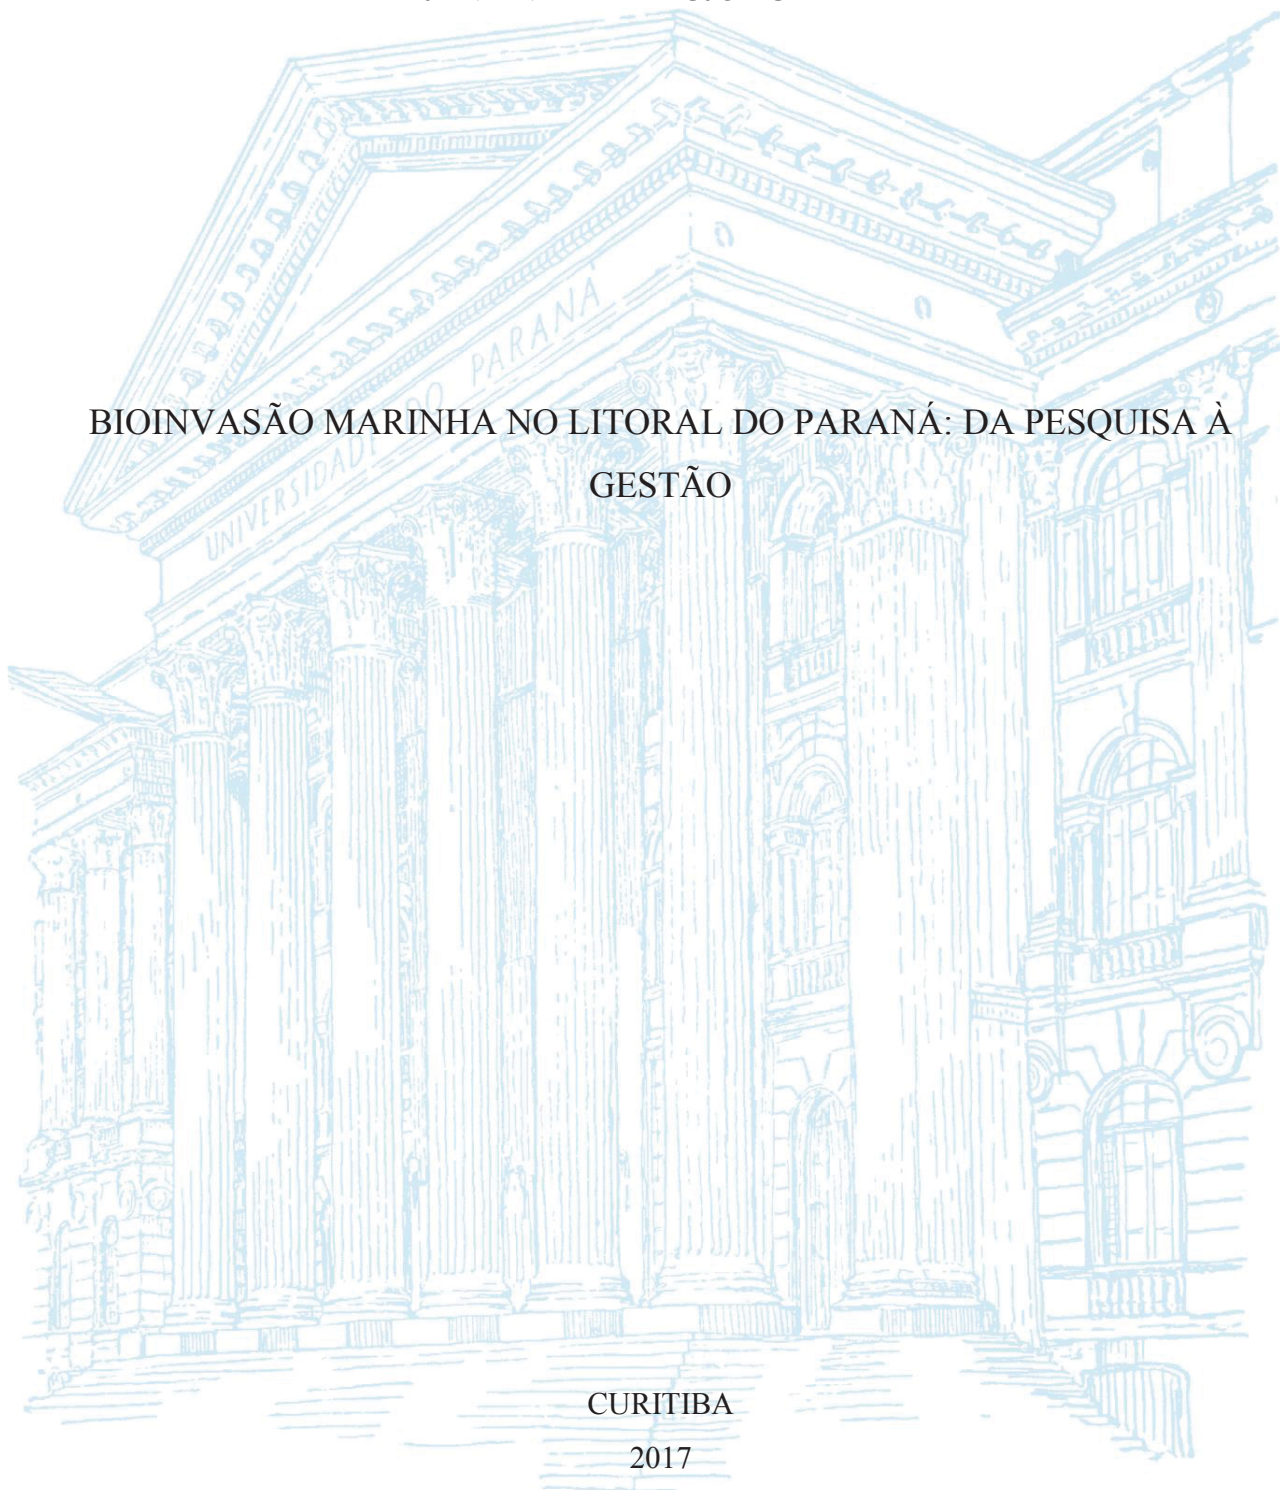 UNIVERSIDADE DO PARANÁ
BIOINVASÃO MARINHA NO LITORAL DO PARANÁ: DA PESQUISA À
GESTÃO
CURITIBA
2017